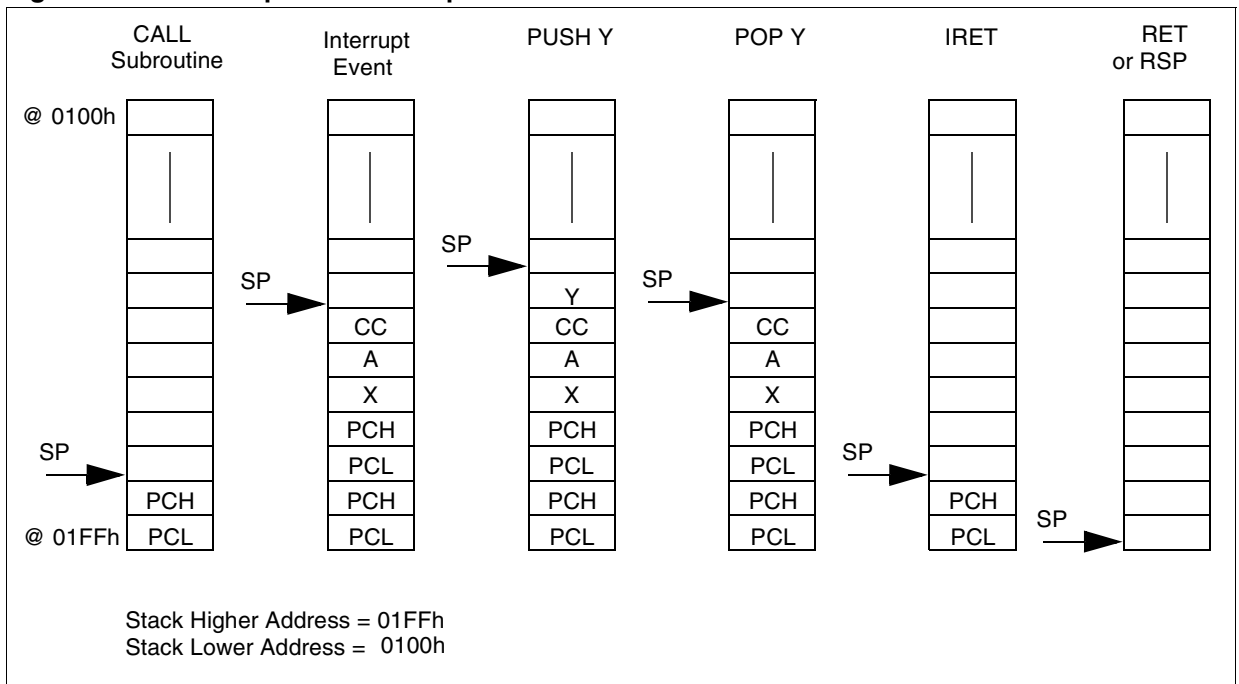 CALL
Subroutine
Interrupt
Event
PUSH Y
POP Y
IRET
RET
or RSP
@ 0100h
SP
SP
SP
Y
CC
CC
CC
A
A
A
X
X
X
PCH
PCH
PCH
SP
SP
PCL
PCL
PCL
PCH
PCH
PCH
PCH
PCH
SP
@ 01FFh
PCL
PCL
PCL
PCL
PCL
Stack Higher Address = 01FFh
Stack Lower Address = 0100h